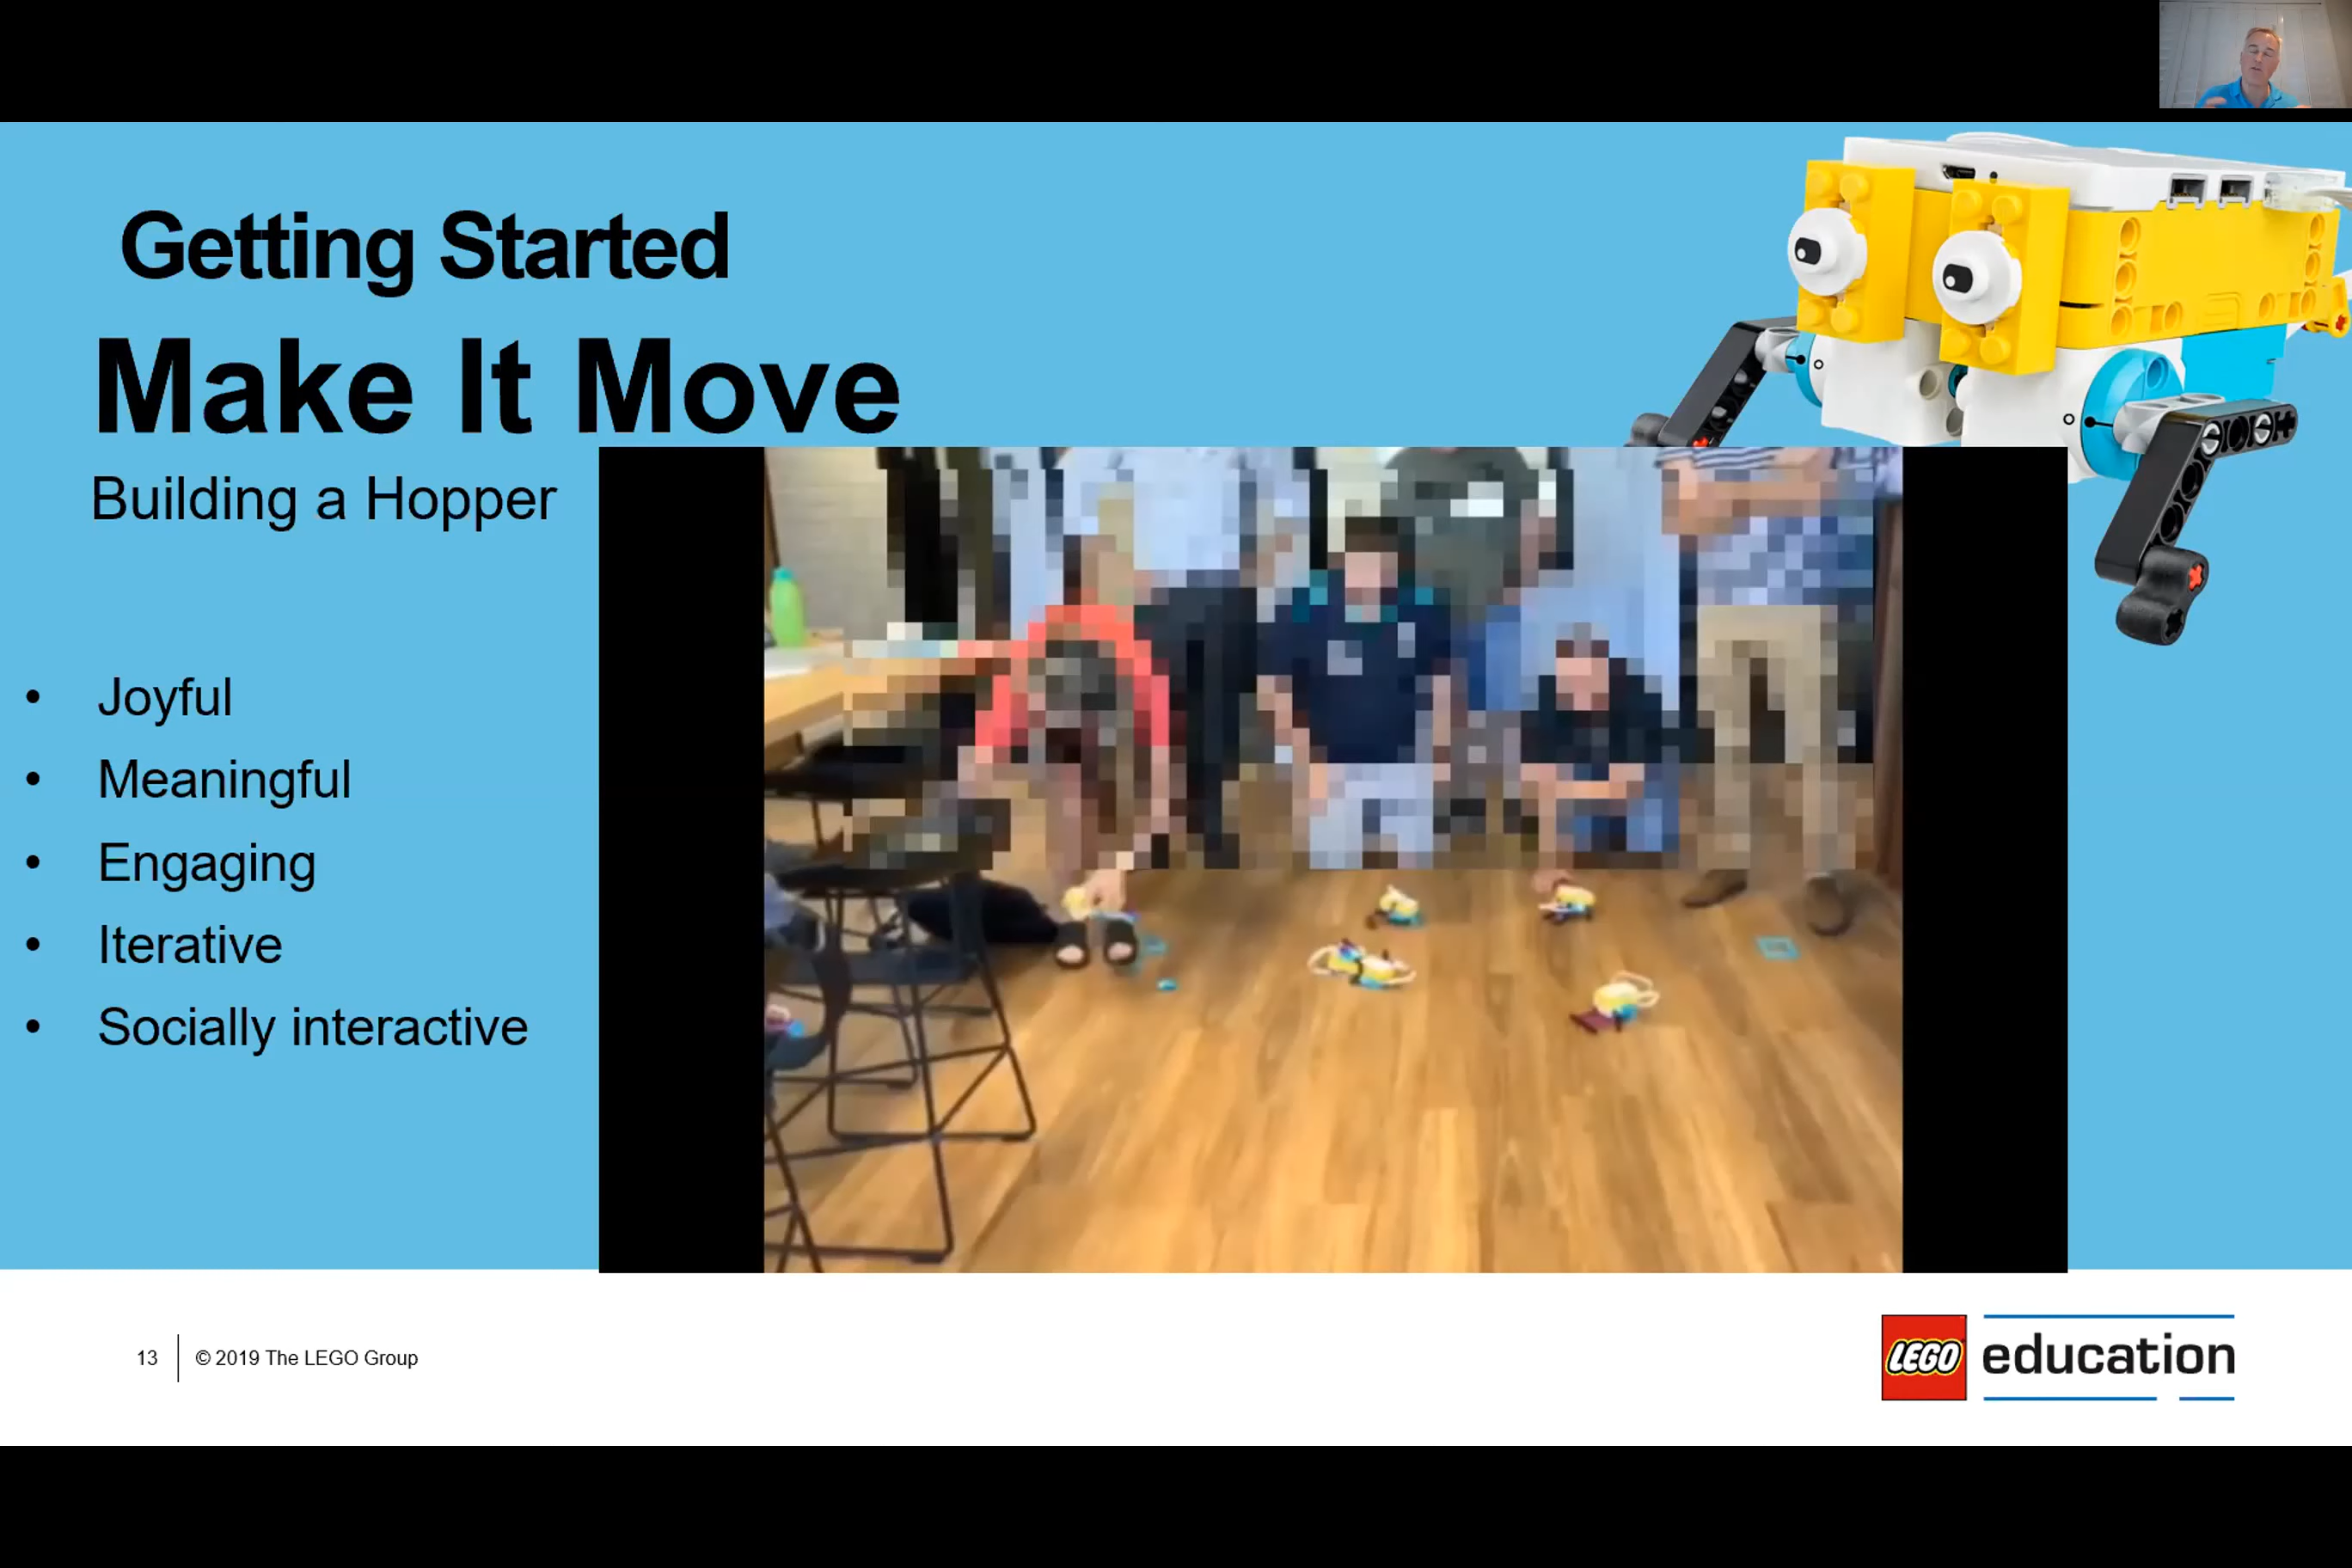 Getting Started
Make It Move
Building a Hopper
• Joyful
• Meaningful
• Engaging
• Iterative
• Socially interactive
13 © 2019 The LEGO Group
LEGO education